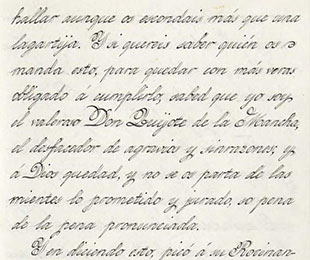 hallar aunque os escondais más que una
lagartija. Y si quereis saber quién os
manda esto, para quedar con más veras
obligado á cumplirlo, sabed que yo soy
el valeroso Don Quijote de la Mancha,
el desfacedor de agravios y sinrazones; y
á Dios quedad, y no se os parta de las
mientes lo prometido y jurado, so pena
de la pena pronunciada.
Y en diciendo esto, picó á su Rocinan-